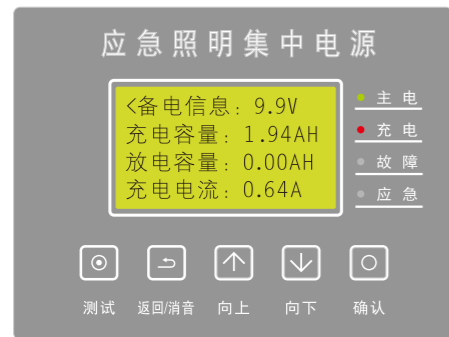 应急照明集中电源
<备电信息: 9.9V
充电容量: 1.94AH
放电容量: 0.00AH
充电电流: 0.64A
主电
充电
故障
应急
测试 返回/消音 向上 向下 确认